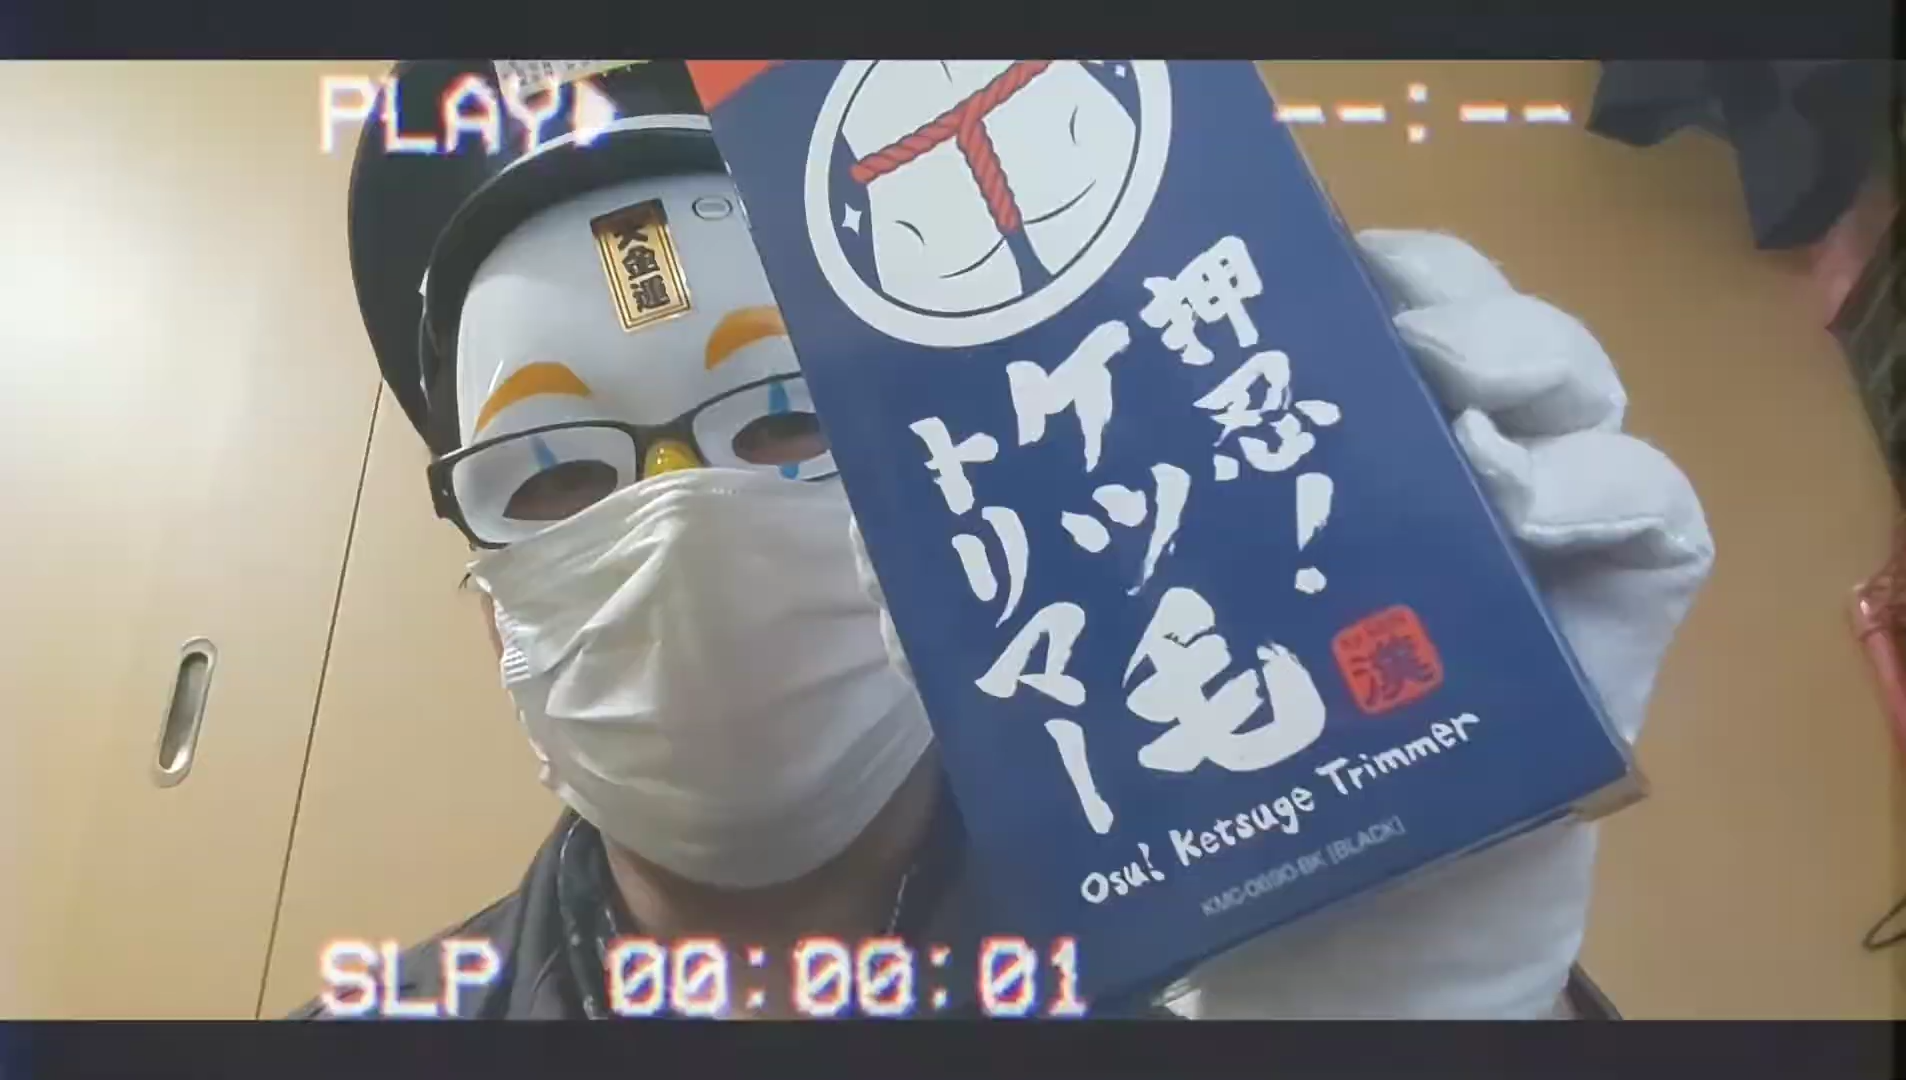 PLAY
--:--
大金運
押忍!
ケツ毛
トリマー
漢
Osu! Ketsuge Trimmer
KMC-0690-BK [BLACK]
SLP 00:00:01